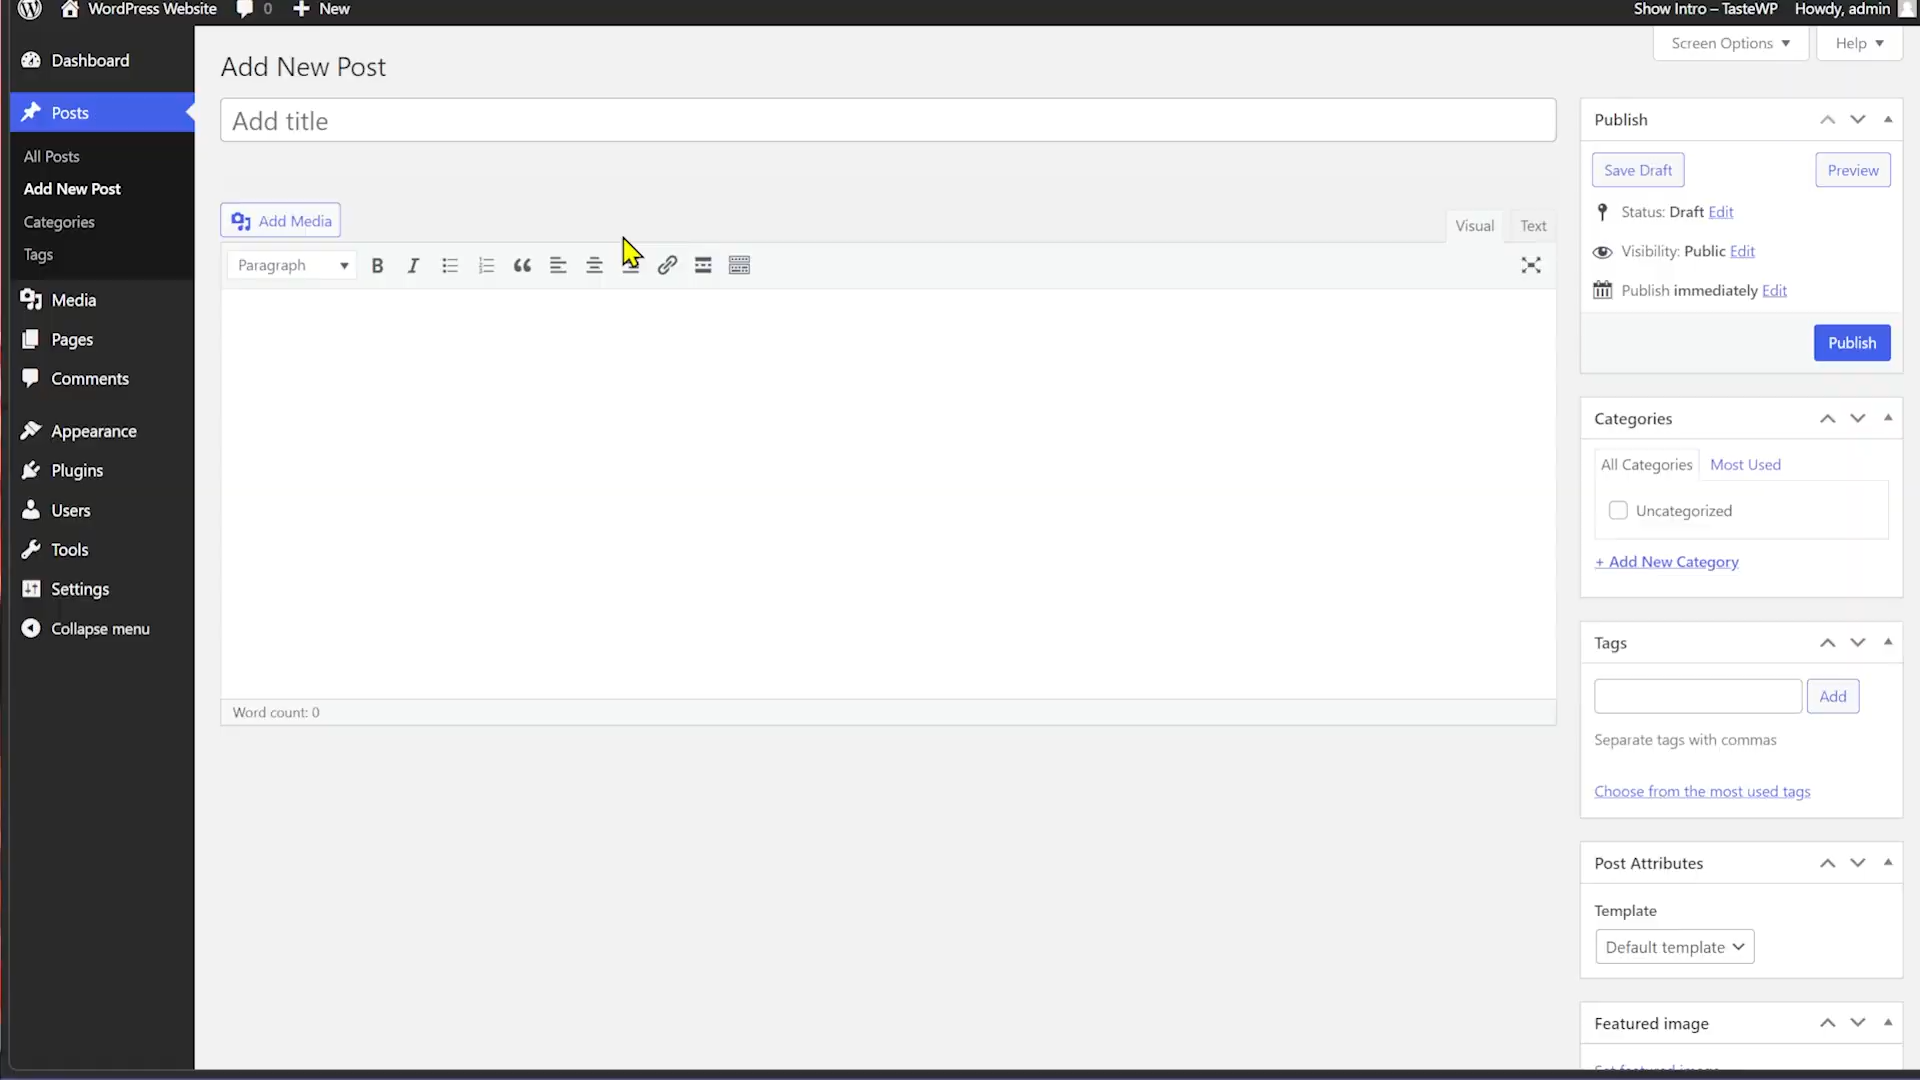 WordPress Website 0 New
Show Intro – TasteWP Howdy, admin
Dashboard
Posts
All Posts
Add New Post
Categories
Tags
Media
Pages
Comments
Appearance
Plugins
Users
Tools
Settings
Collapse menu
Screen Options Help
Add New Post
Add title
Add Media
Visual Text
Paragraph
Word count: 0
Publish
Save Draft Preview
Status: Draft Edit
Visibility: Public Edit
Publish immediately Edit
Publish
Categories
All Categories Most Used
Uncategorized
+ Add New Category
Tags
Add
Separate tags with commas
Choose from the most used tags
Post Attributes
Template
Default template
Featured image